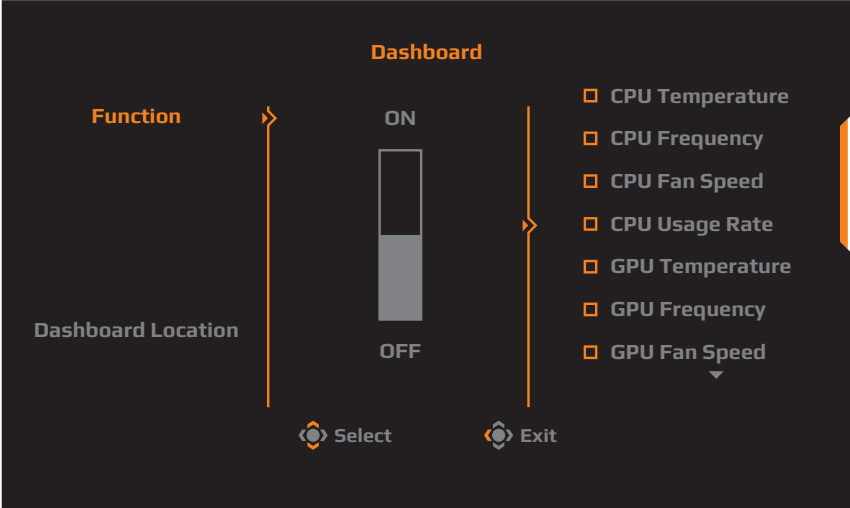 Dashboard
Function
ON
OFF
Dashboard Location
CPU Temperature
CPU Frequency
CPU Fan Speed
CPU Usage Rate
GPU Temperature
GPU Frequency
GPU Fan Speed
Select
Exit